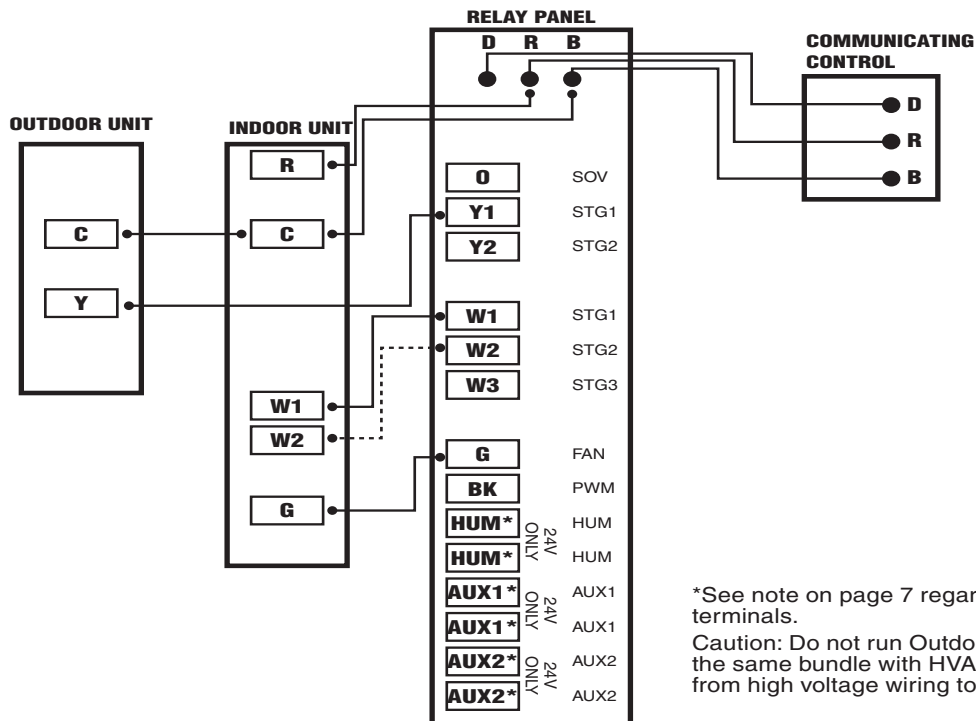 RELAY PANEL
D R B
COMMUNICATING
CONTROL
D
R
B
OUTDOOR UNIT
C
Y
INDOOR UNIT
R
C
W1
W2
G
O SOV
Y1 STG1
Y2 STG2
W1 STG1
W2 STG2
W3 STG3
G FAN
BK PWM
HUM* HUM
HUM* HUM
24V
ONLY
AUX1* AUX1
AUX1* AUX1
24V
ONLY
AUX2* AUX2
AUX2* AUX2
24V
ONLY
*See note on page 7 regar
terminals.
Caution: Do not run Outdo
the same bundle with HVA
from high voltage wiring to